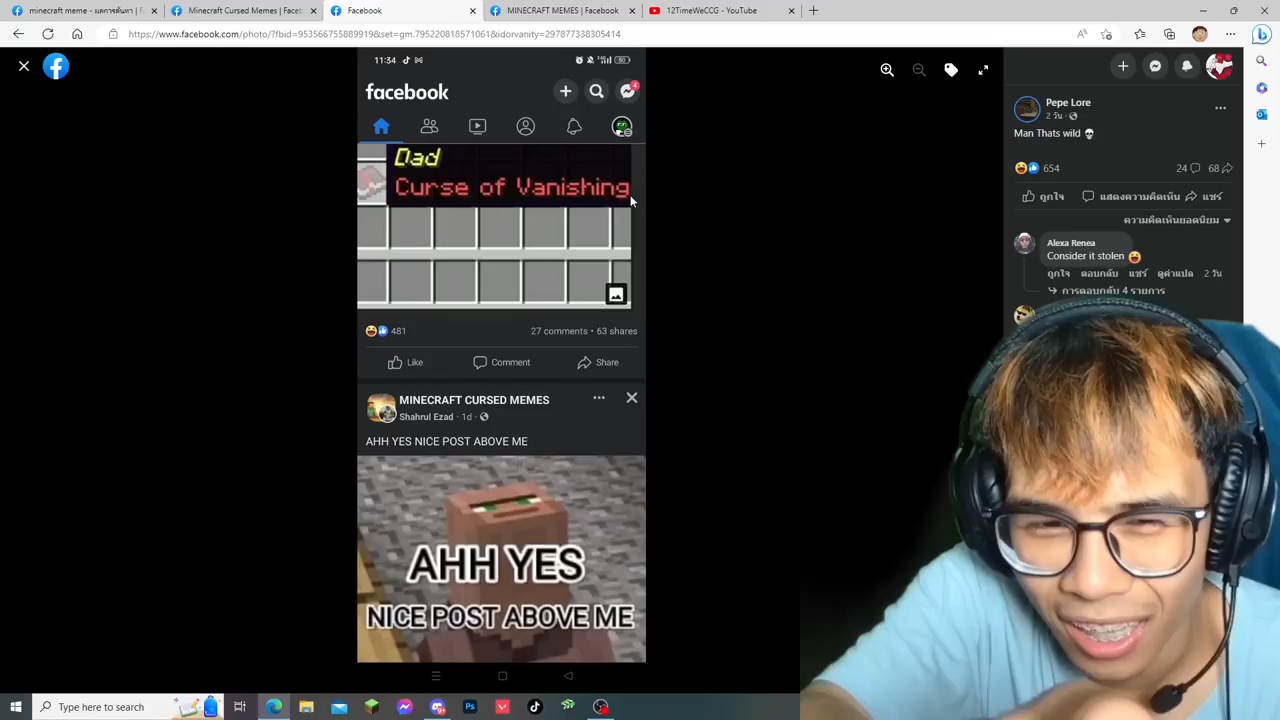 minecraft meme - ผลการค้นหา | F
Minecraft Cursed Memes | Faceb
Facebook
MINECRAFT MEMES | Facebook
12TimeWeCCG - YouTube
https://www.facebook.com/photo/?fbid=953566755889919&set=gm.795220818571061&idorvanity=297877338305414
11:34
facebook
4
Dad
Curse of Vanishing
481
27 comments • 63 shares
Like
Comment
Share
MINECRAFT CURSED MEMES
Shahrul Ezad · 1d ·
AHH YES NICE POST ABOVE ME
AHH YES
NICE POST ABOVE ME
Pepe Lore
2 วัน ·
Man Thats wild 💀
654
24
68
ถูกใจ
แสดงความคิดเห็น
แชร์
ความคิดเห็นยอดนิยม
Alexa Renea
Consider it stolen 😆
ถูกใจ ตอบกลับ แชร์ ดูคำแปล 2 วัน
การตอบกลับ 4 รายการ
Type here to search